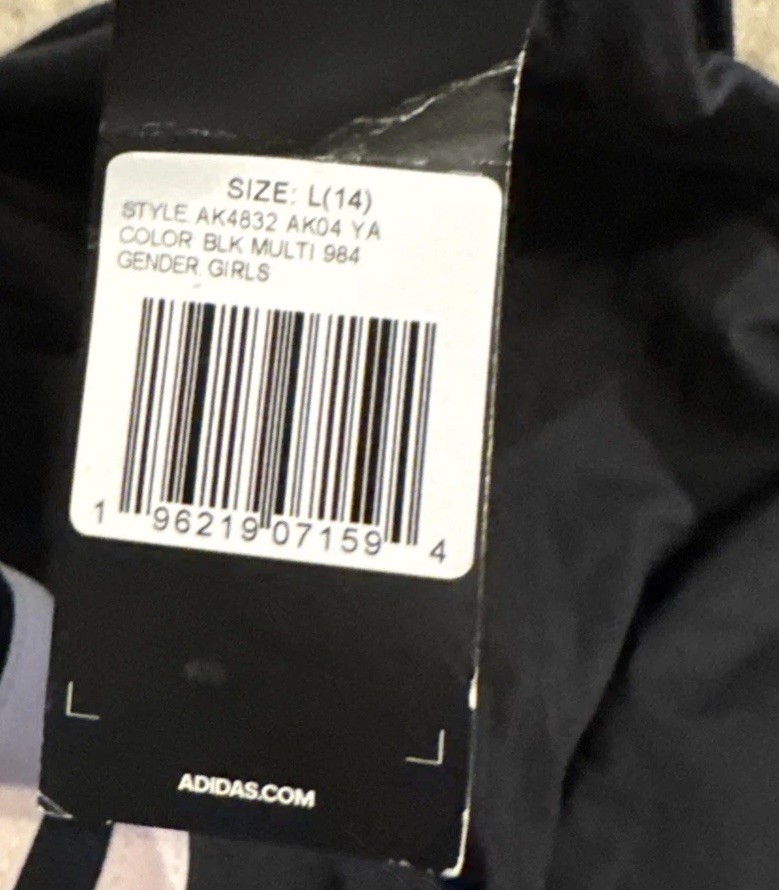 SIZE: L(14)
STYLE AK4832 AK04 YA
COLOR BLK MULTI 984
GENDER GIRLS
1 96219 07159 4
ADIDAS.COM